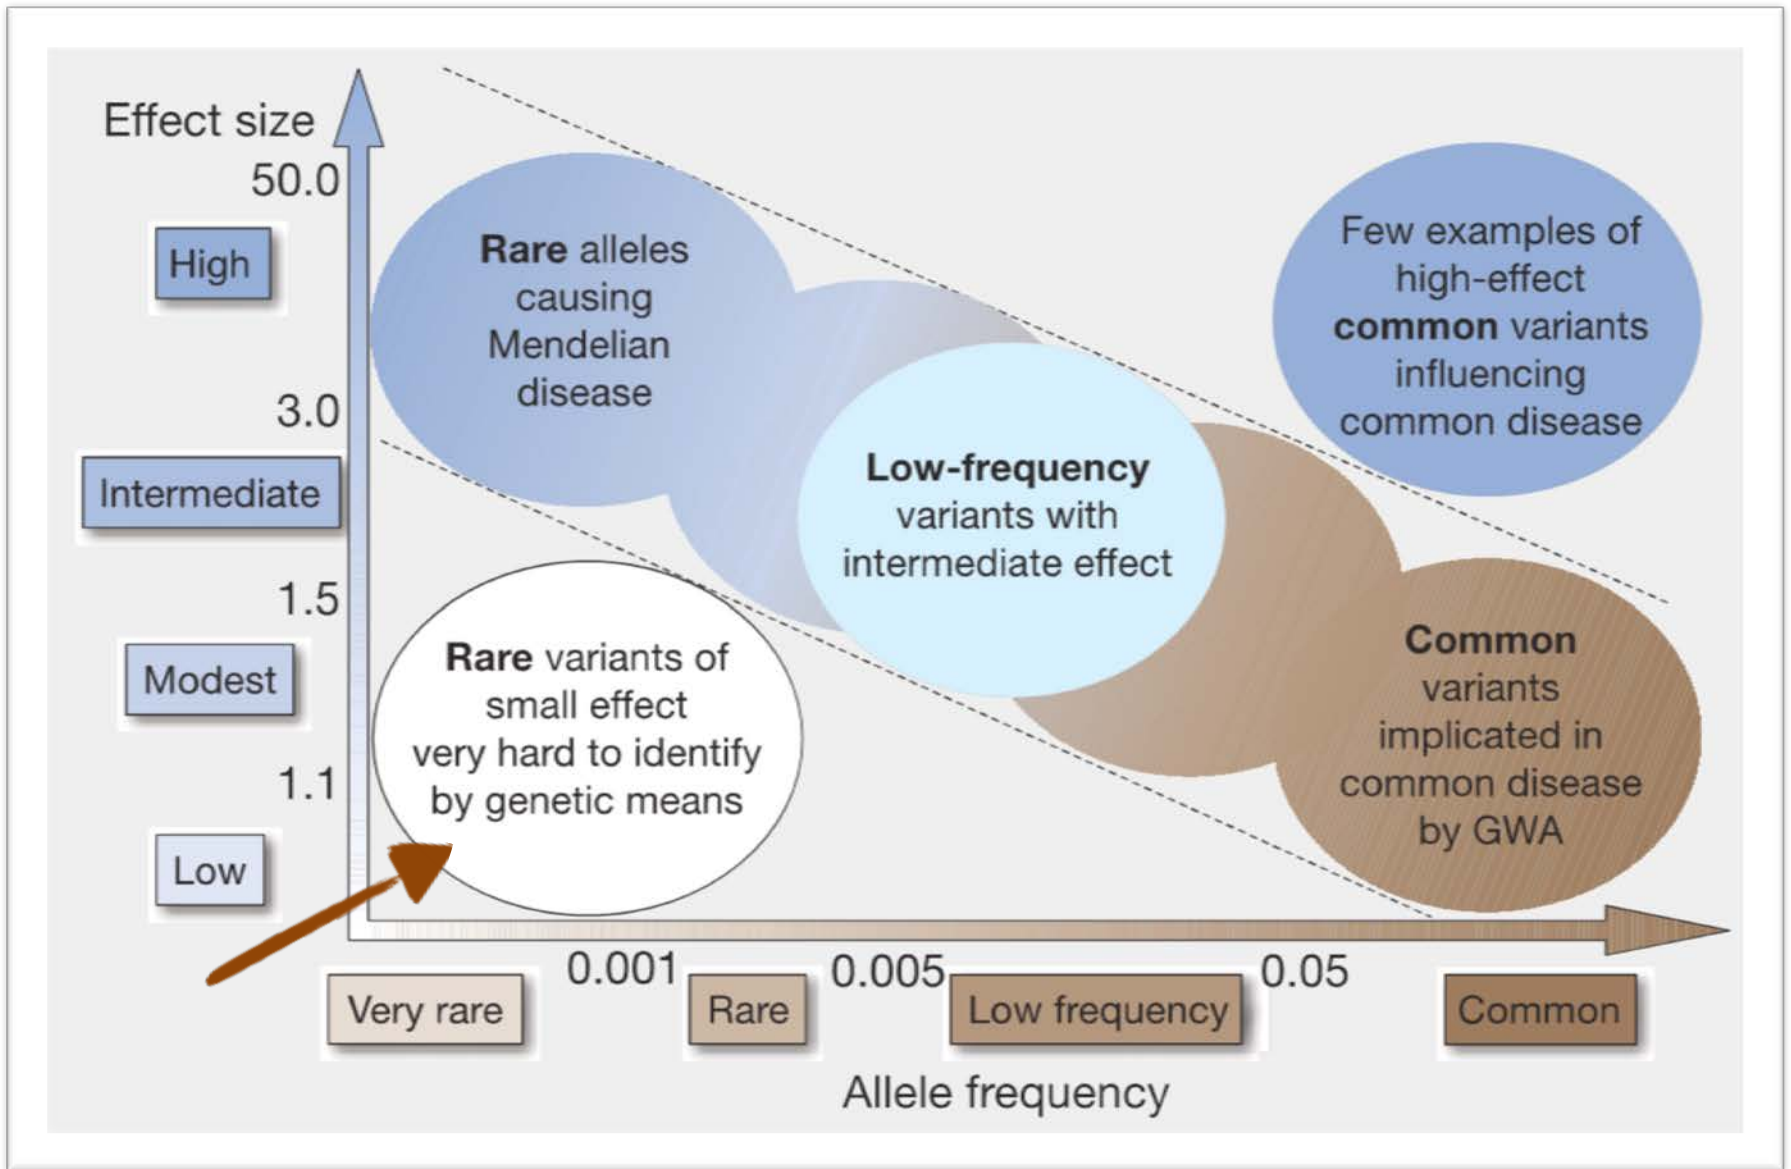 Effect size
50.0
High
3.0
Intermediate
1.5
Modest
1.1
Low
Rare alleles
causing
Mendelian
disease
Few examples of
high-effect
common variants
influencing
common disease
Low-frequency
variants with
intermediate effect
Rare variants of
small effect
very hard to identify
by genetic means
Common
variants
implicated in
common disease
by GWA
0.001
0.005
0.05
Very rare
Rare
Low frequency
Common
Allele frequency